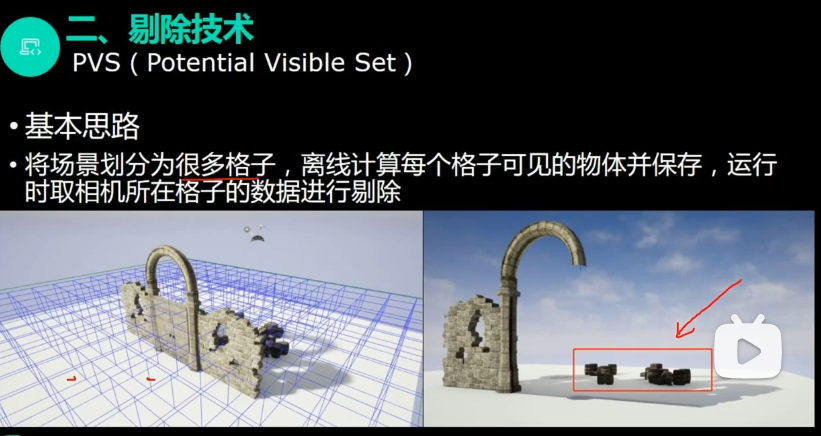 二、剔除技术
PVS（Potential Visible Set）
• 基本思路
• 将场景划分为很多格子，离线计算每个格子可见的物体并保存，运行
时取相机所在格子的数据进行剔除